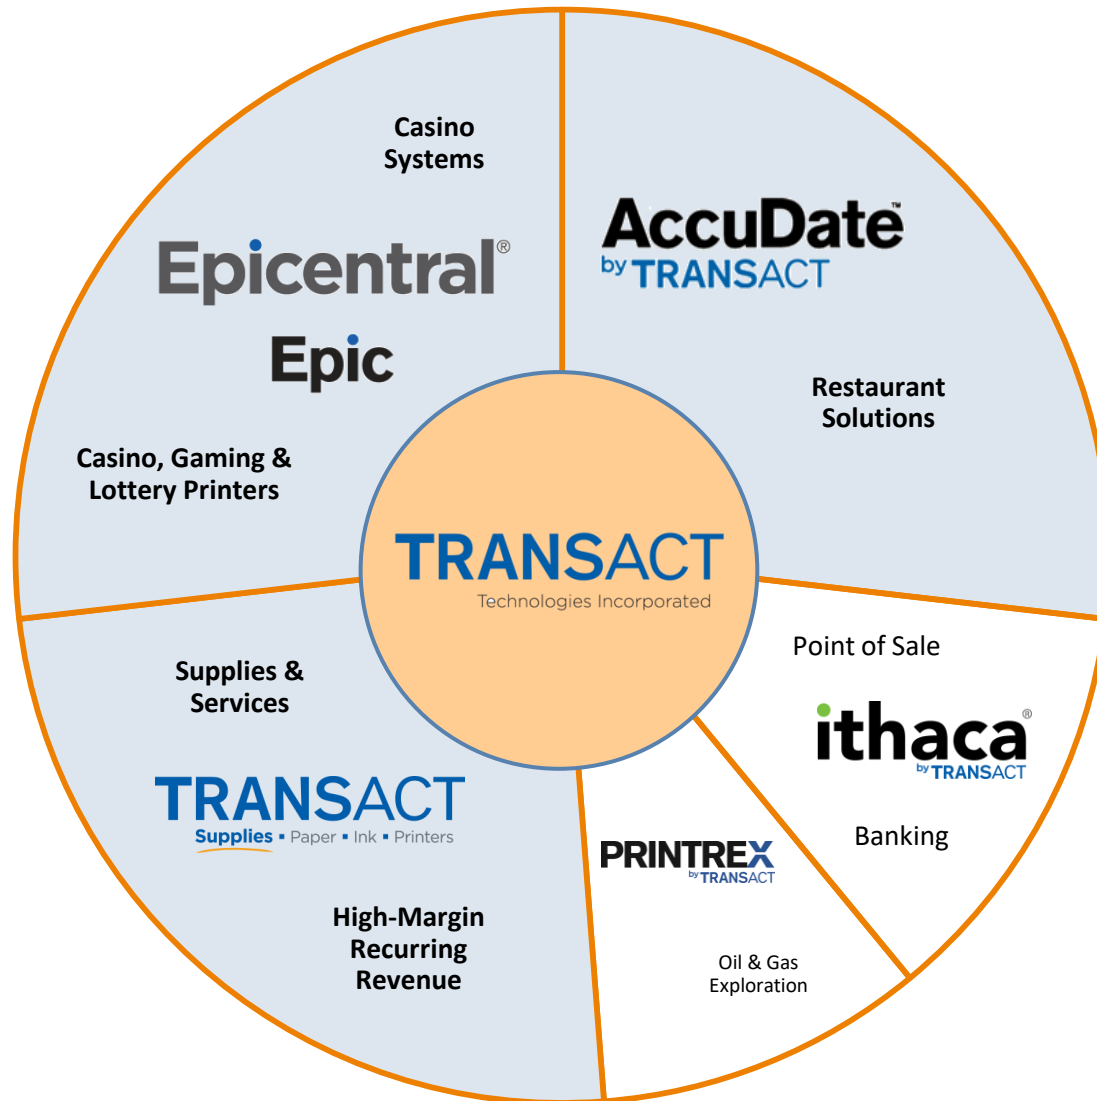 Casino
Systems
Epicentral®
Epic
Casino, Gaming &
Lottery Printers
AccuDate™
by TRANSACT
Restaurant
Solutions
TRANSACT
Technologies Incorporated
Point of Sale
ithaca®
by TRANSACT
Banking
PRINTREX
by TRANSACT
Oil & Gas
Exploration
Supplies &
Services
TRANSACT
Supplies ▪ Paper ▪ Ink ▪ Printers
High-Margin
Recurring
Revenue